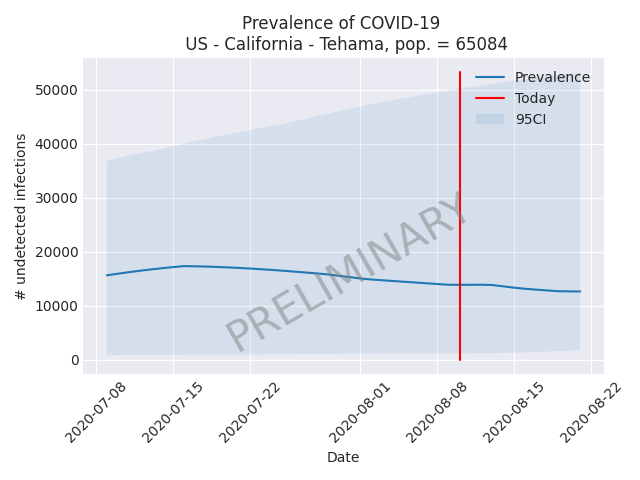 Prevalence of COVID-19
US - California - Tehama, pop. = 65084
Prevalence
Today
95CI
PRELIMINARY
# undetected infections
50000
40000
30000
20000
10000
0
2020-07-08
2020-07-15
2020-07-22
2020-08-01
2020-08-08
2020-08-15
2020-08-22
Date